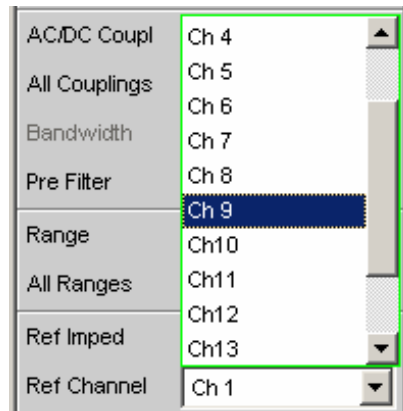 AC/DC Coupl
All Couplings
Bandwidth
Pre Filter
Range
All Ranges
Ref Imped
Ref Channel
Ch 4
Ch 5
Ch 6
Ch 7
Ch 8
Ch 9
Ch10
Ch11
Ch12
Ch13
Ch 1